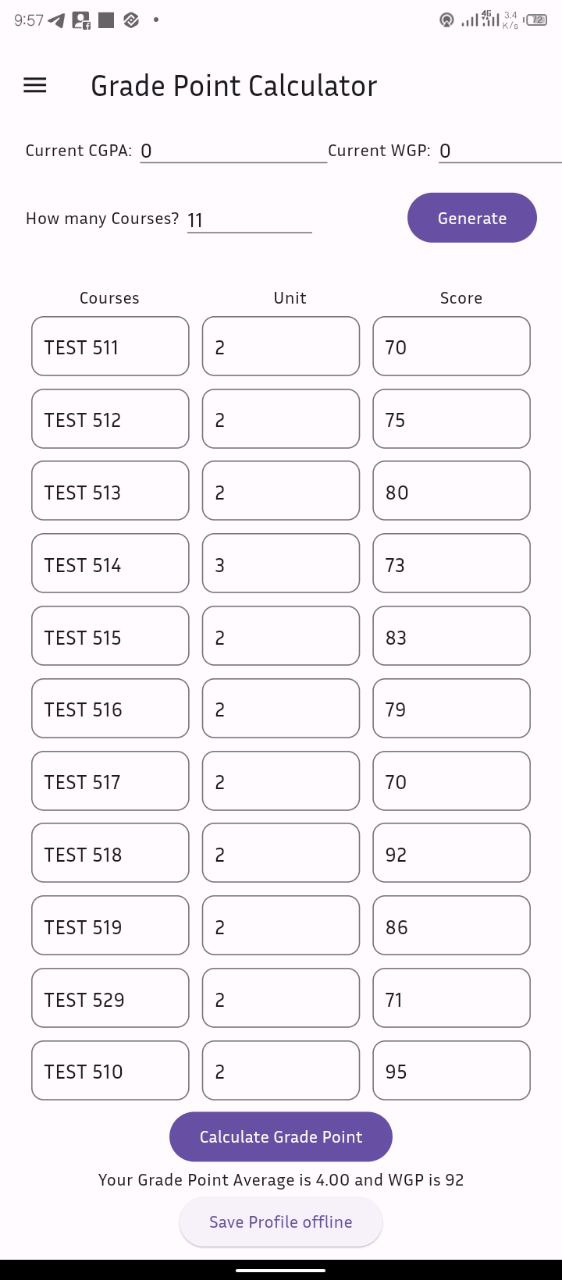 9:57
4G 3.4 K/s 72
Grade Point Calculator
Current CGPA: 0 Current WGP: 0
How many Courses? 11 Generate
Courses Unit Score
TEST 511 2 70
TEST 512 2 75
TEST 513 2 80
TEST 514 3 73
TEST 515 2 83
TEST 516 2 79
TEST 517 2 70
TEST 518 2 92
TEST 519 2 86
TEST 529 2 71
TEST 510 2 95
Calculate Grade Point
Your Grade Point Average is 4.00 and WGP is 92
Save Profile offline